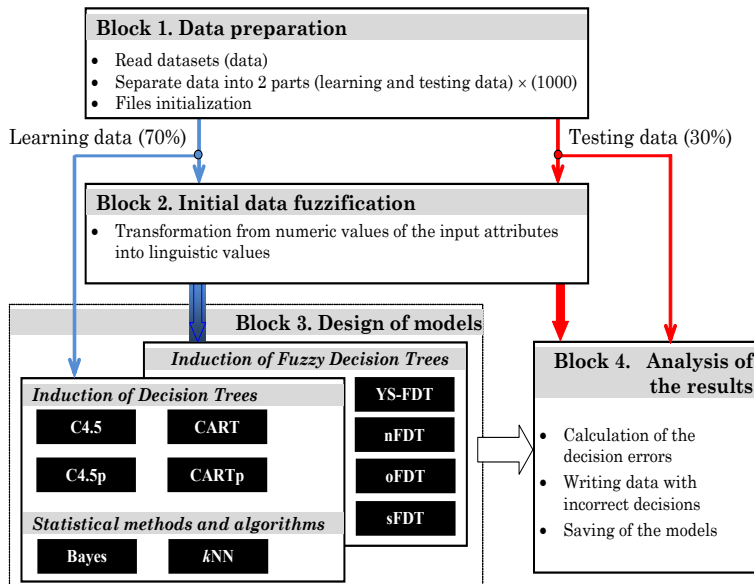 Block 1. Data preparation
• Read datasets (data)
• Separate data into 2 parts (learning and testing data) × (1000)
• Files initialization
Learning data (70%)
Testing data (30%)
Block 2. Initial data fuzzification
• Transformation from numeric values of the input attributes
into linguistic values
Block 3. Design of models
Induction of Fuzzy Decision Trees
YS-FDT
nFDT
oFDT
sFDT
Induction of Decision Trees
C4.5
CART
C4.5p
CARTp
Statistical methods and algorithms
Bayes
kNN
Block 4. Analysis of
the results
• Calculation of the
decision errors
• Writing data with
incorrect decisions
• Saving of the models